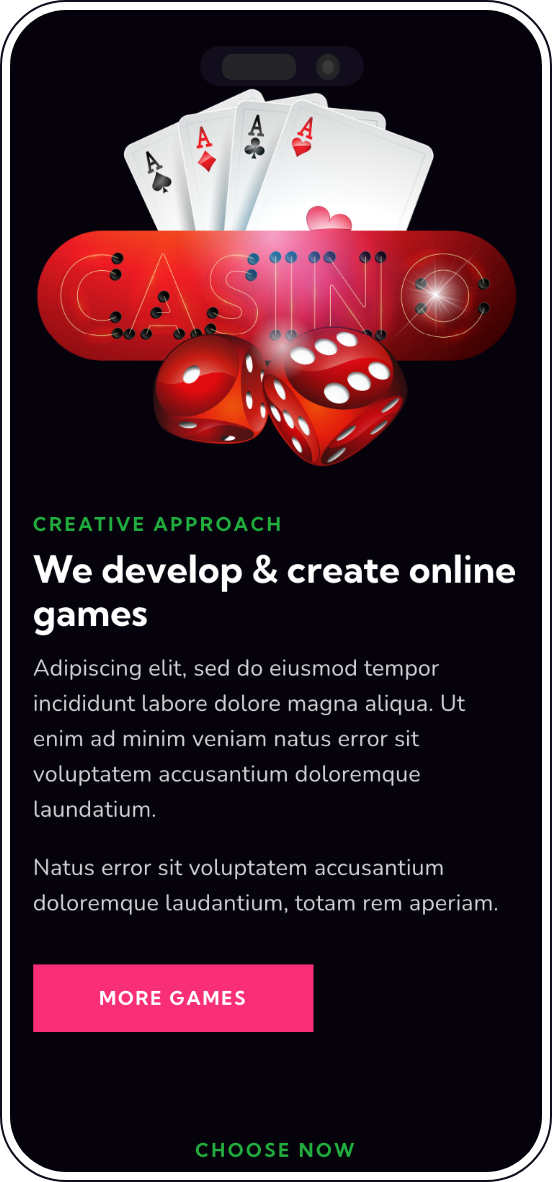 A A A A
CASINO
CREATIVE APPROACH
We develop & create online
games
Adipiscing elit, sed do eiusmod tempor
incididunt labore dolore magna aliqua. Ut
enim ad minim veniam natus error sit
voluptatem accusantium doloremque
laundatium.
Natus error sit voluptatem accusantium
doloremque laudantium, totam rem aperiam.
MORE GAMES
CHOOSE NOW